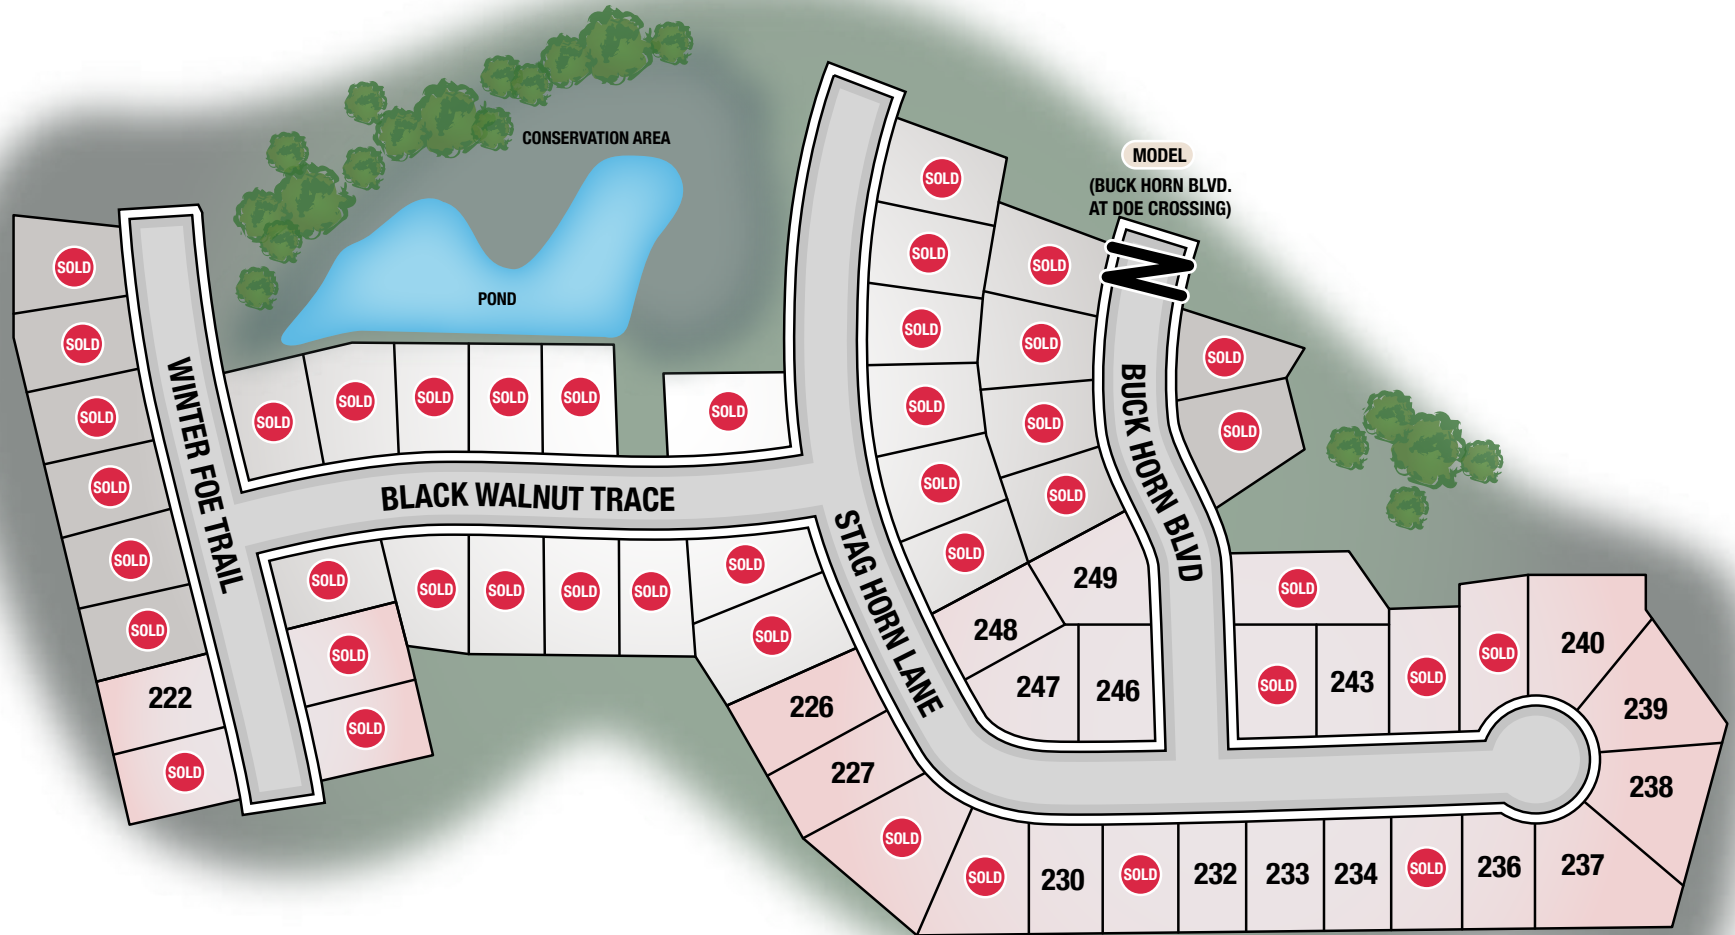 CONSERVATION AREA
POND
MODEL
(BUCK HORN BLVD.
AT DOE CROSSING)
WINTER FOE TRAIL
SOLD
SOLD
SOLD
SOLD
SOLD
SOLD
222
SOLD
SOLD
SOLD
SOLD
SOLD
SOLD
SOLD
BLACK WALNUT TRACE
SOLD
SOLD
SOLD
SOLD
SOLD
SOLD
SOLD
SOLD
SOLD
226
227
SOLD
STAG HORN LANE
SOLD
SOLD
SOLD
SOLD
SOLD
SOLD
SOLD
SOLD
SOLD
SOLD
249
248
247
246
BUCK HORN BLVD
SOLD
SOLD
SOLD
SOLD
243
SOLD
SOLD
240
239
238
SOLD
230
SOLD
232
233
234
SOLD
236
237